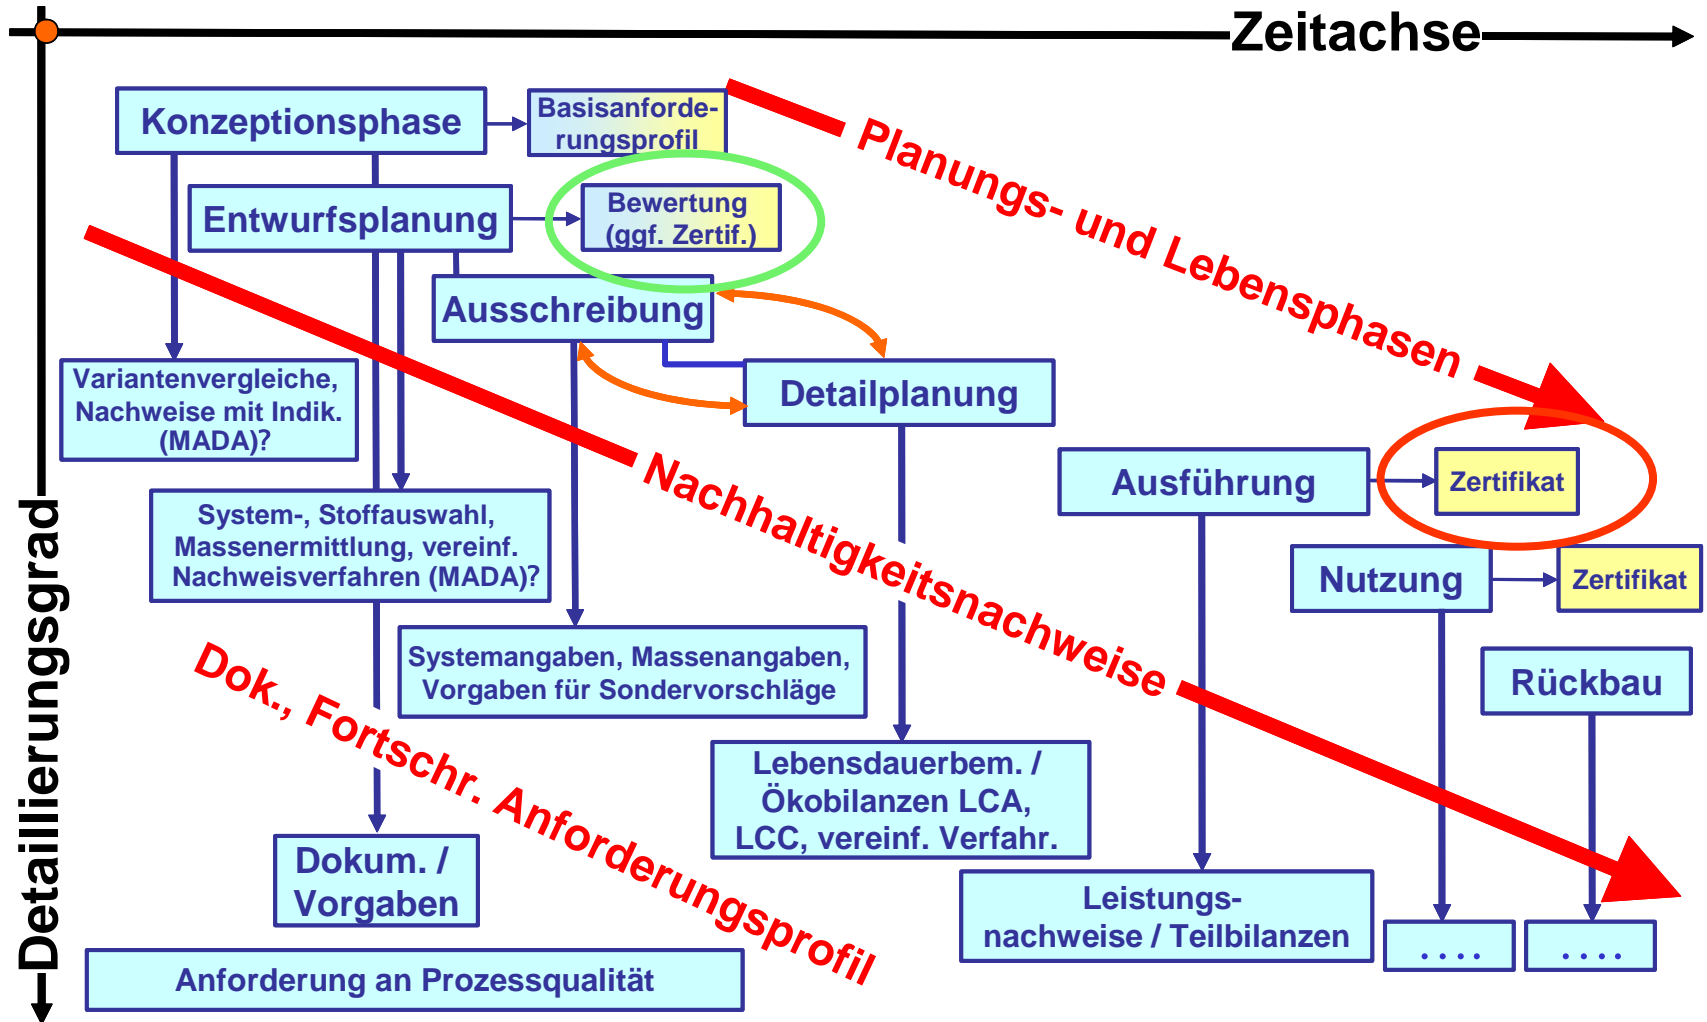 Zeitachse
Detaillierungsgrad
Konzeptionsphase
Basisanforde-
rungsprofil
Planungs- und Lebensphasen
Entwurfsplanung
Bewertung
(ggf. Zertif.)
Ausschreibung
Detailplanung
Variantenvergleiche,
Nachweise mit Indik.
(MADA)?
Nachhaltigkeitsnachweise
Ausführung
Zertifikat
System-, Stoffauswahl,
Massenermittlung, vereinf.
Nachweisverfahren (MADA)?
Nutzung
Zertifikat
Systemangaben, Massenangaben,
Vorgaben für Sondervorschläge
Rückbau
Dok., Fortschr. Anforderungsprofil
Lebensdauerbem. /
Ökobilanzen LCA,
LCC, vereinf. Verfahr.
Dokum. /
Vorgaben
Leistungs-
nachweise / Teilbilanzen
. . . .
. . . .
Anforderung an Prozessqualität